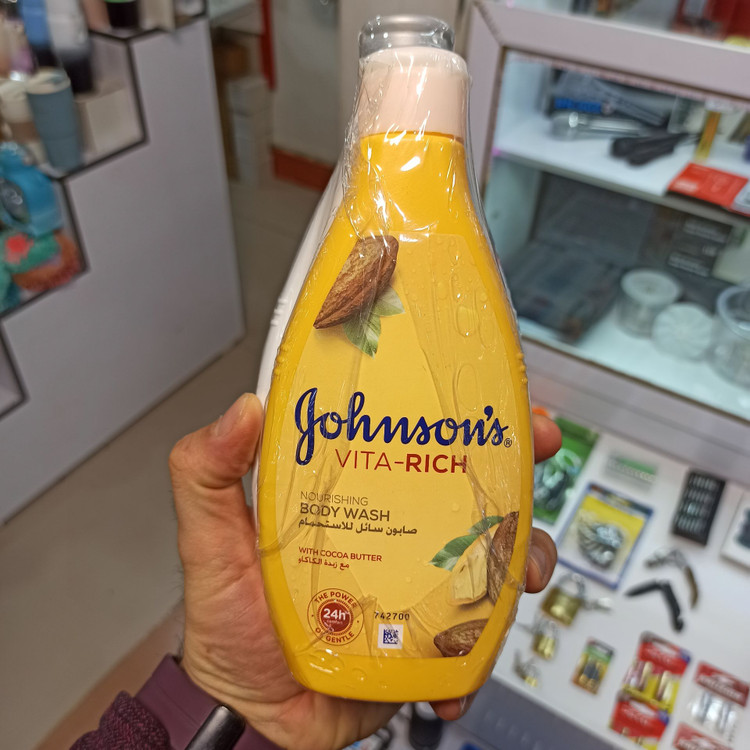 Johnson's®
VITA-RICH
NOURISHING
BODY WASH
صابون سائل للاستحمام
WITH COCOA BUTTER
مع زبدة الكاكاو
THE POWER
24h
OF GENTLE
742700